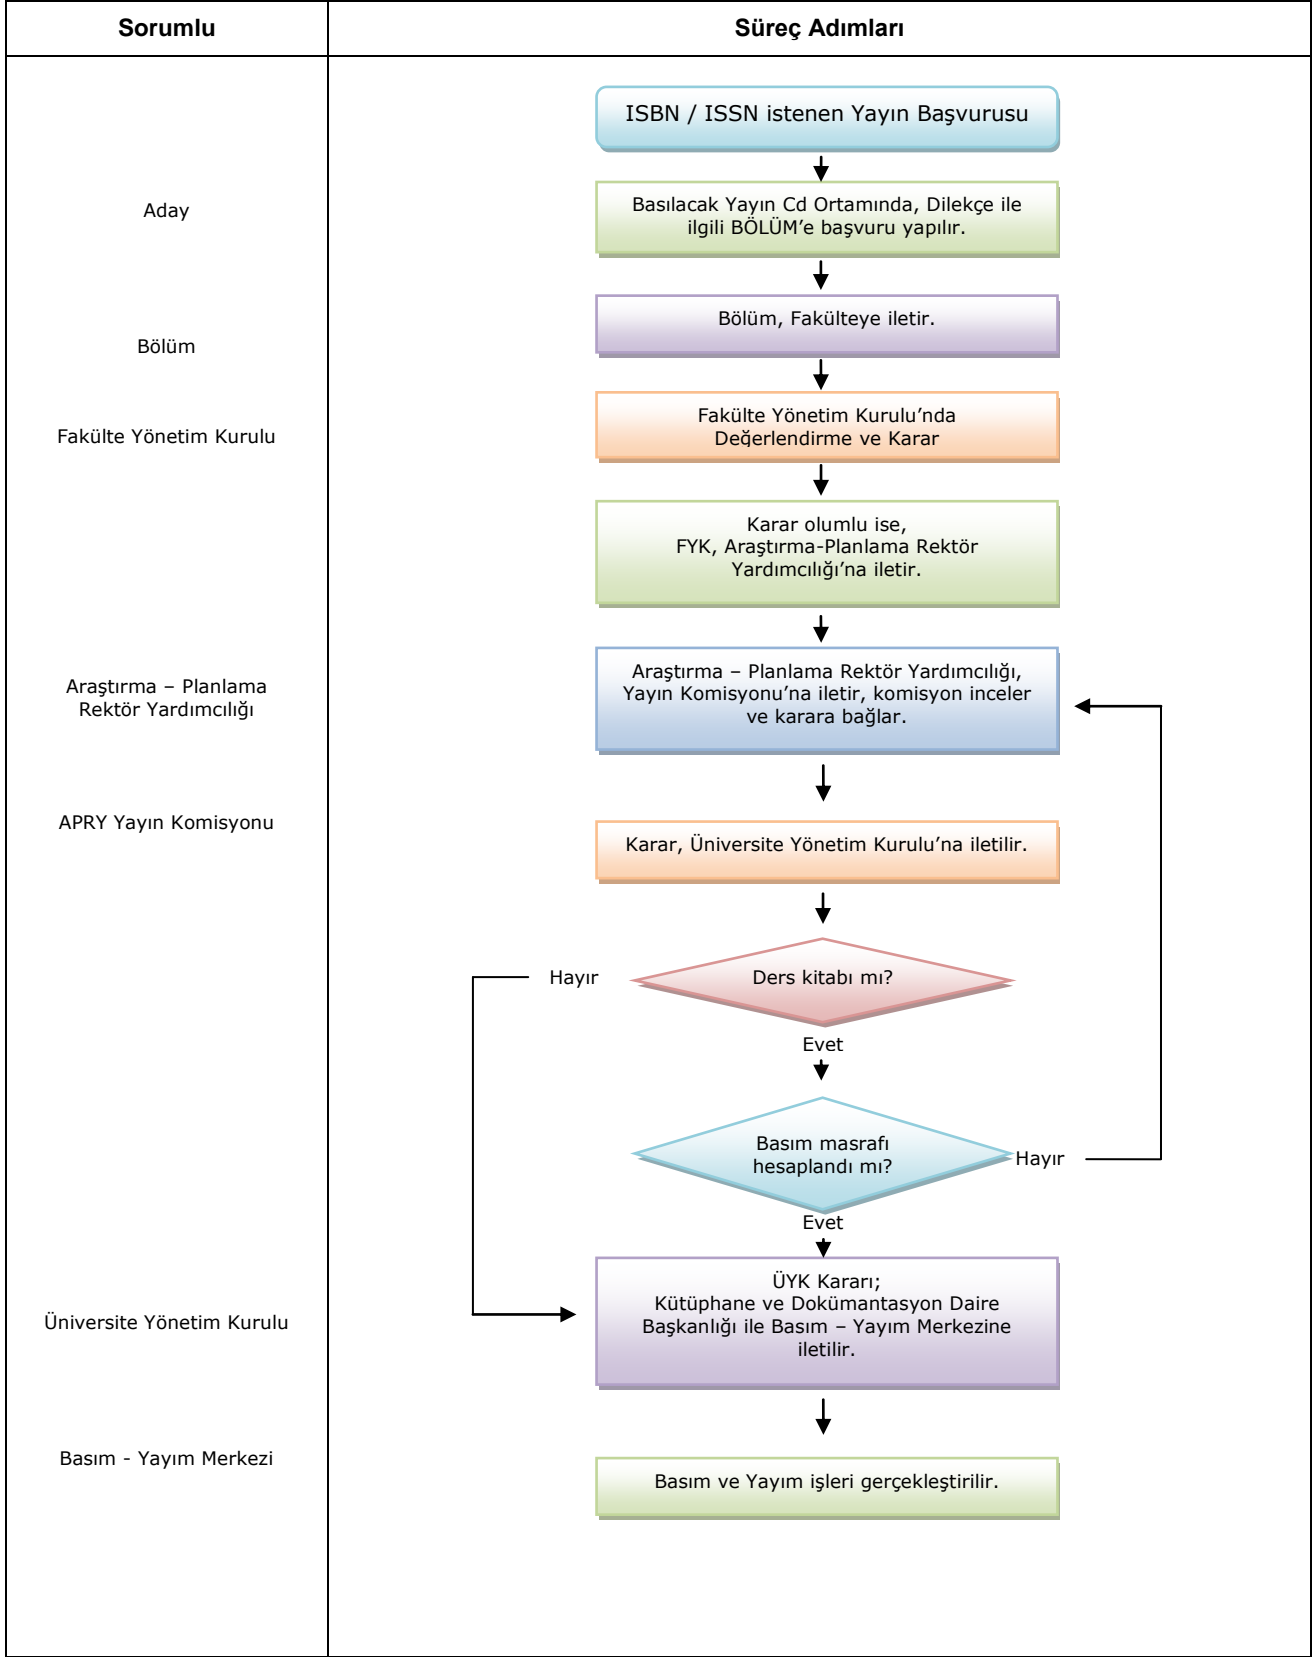 Sorumlu
Süreç Adımları
ISBN / ISSN istenen Yayın Başvurusu
Aday
Basılacak Yayın Cd Ortamında, Dilekçe ile
ilgili BÖLÜM’e başvuru yapılır.
Bölüm
Bölüm, Fakülteye iletir.
Fakülte Yönetim Kurulu
Fakülte Yönetim Kurulu’nda
Değerlendirme ve Karar
Karar olumlu ise,
FYK, Araştırma-Planlama Rektör
Yardımcılığı’na iletir.
Araştırma – Planlama
Rektör Yardımcılığı
Araştırma – Planlama Rektör Yardımcılığı,
Yayın Komisyonu’na iletir, komisyon inceler
ve karara bağlar.
APRY Yayın Komisyonu
Karar, Üniversite Yönetim Kurulu’na iletilir.
Hayır
Ders kitabı mı?
Evet
Basım masrafı
hesaplandı mı?
Hayır
Evet
Üniversite Yönetim Kurulu
ÜYK Kararı;
Kütüphane ve Dokümantasyon Daire
Başkanlığı ile Basım – Yayım Merkezine
iletilir.
Basım - Yayım Merkezi
Basım ve Yayım işleri gerçekleştirilir.